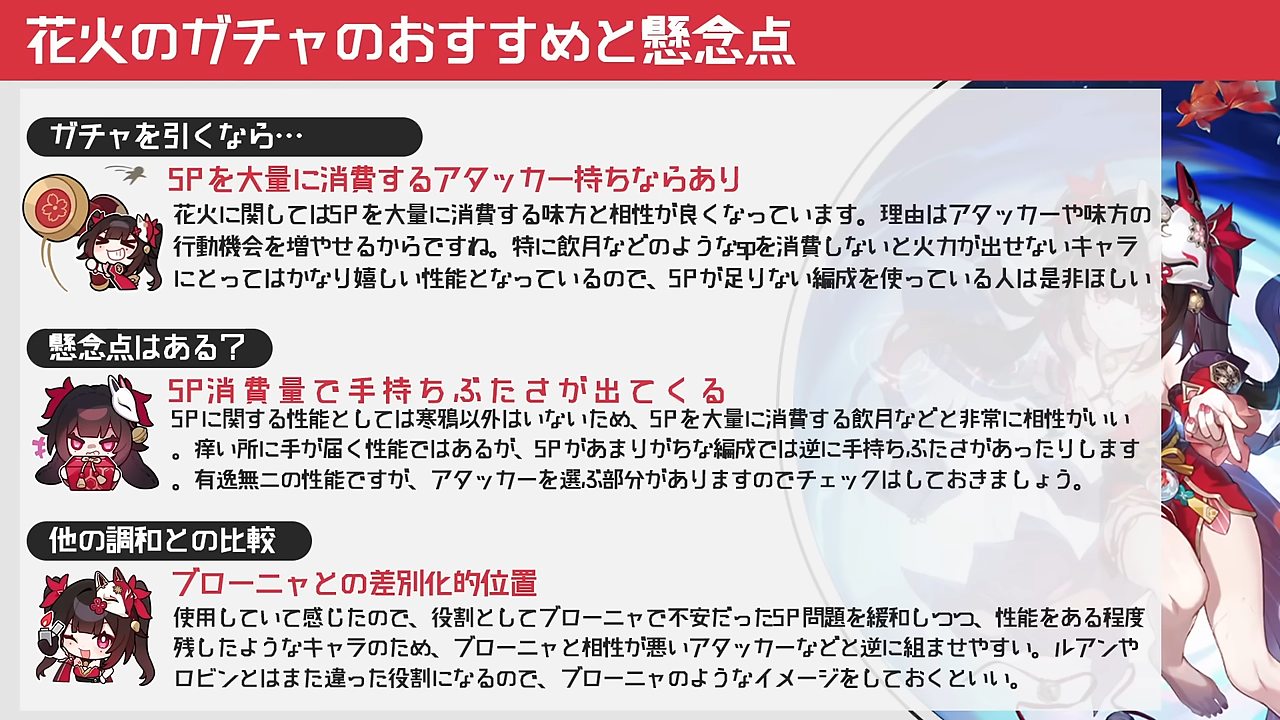 花火のガチャのおすすめと懸念点
ガチャを引くなら…
SPを大量に消費するアタッカー持ちならあり
花火に関してはSPを大量に消費する味方と相性が良くなっています。理由はアタッカーや味方の
行動機会を増やせるからですね。特に飲月などのようなSPを消費しないと火力が出せないキャラ
にとってはかなり嬉しい性能となっているので、SPが足りない編成を使っている人は是非ほしい
懸念点はある？
SP消費量で手持ちぶたさが出てくる
SPに関する性能としては寒鴉以外はいないため、SPを大量に消費する飲月などと非常に相性がいい
。痒い所に手が届く性能ではあるが、SPがあまりがちな編成では逆に手持ちぶたさがあったりします
。有逸無二の性能ですが、アタッカーを選ぶ部分がありますのでチェックはしておきましょう。
他の調和との比較
ブローニャとの差別化的位置
使用していて感じたので、役割としてブローニャで不安だったSP問題を緩和しつつ、性能をある程度
残したようなキャラのため、ブローニャと相性が悪いアタッカーなどと逆に組ませやすい。ルアンや
ロビンとはまた違った役割になるので、ブローニャのようなイメージをしておくといい。